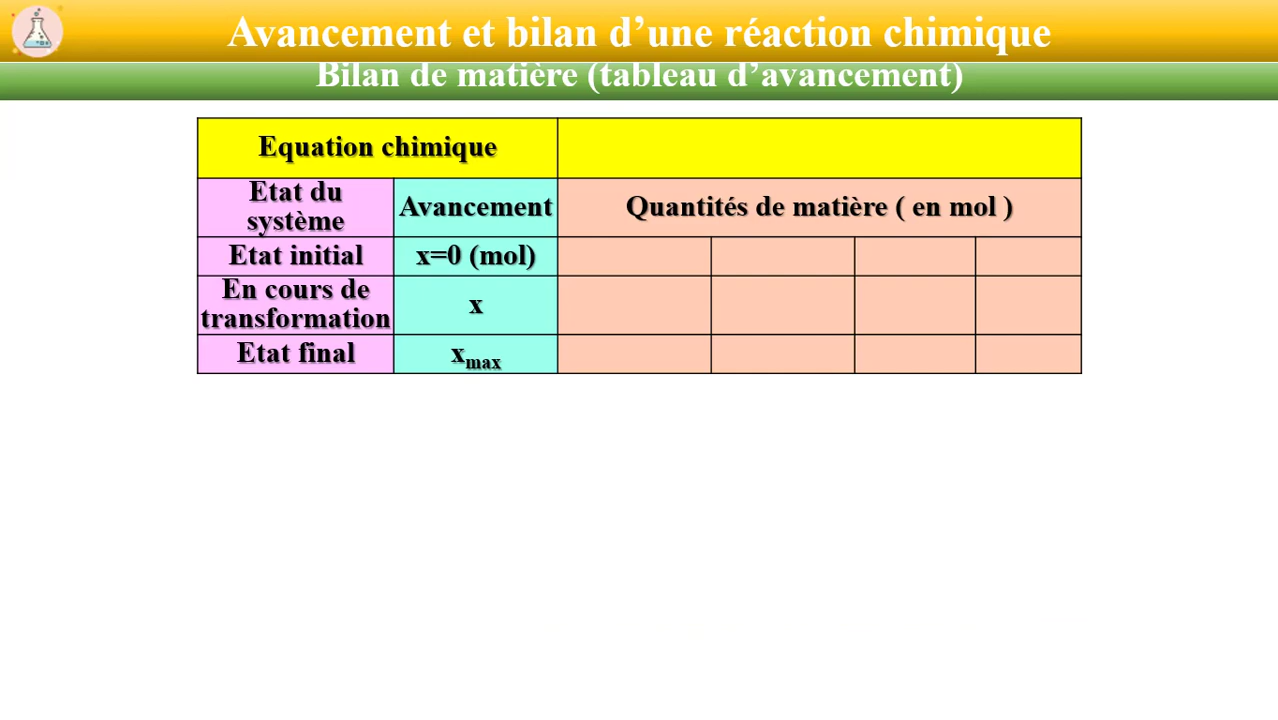 Avancement et bilan d’une réaction chimique
Bilan de matière (tableau d’avancement)
Equation chimique
Etat du
système
Avancement
Quantités de matière ( en mol )
Etat initial
x=0 (mol)
En cours de
transformation
x
Etat final
xmax